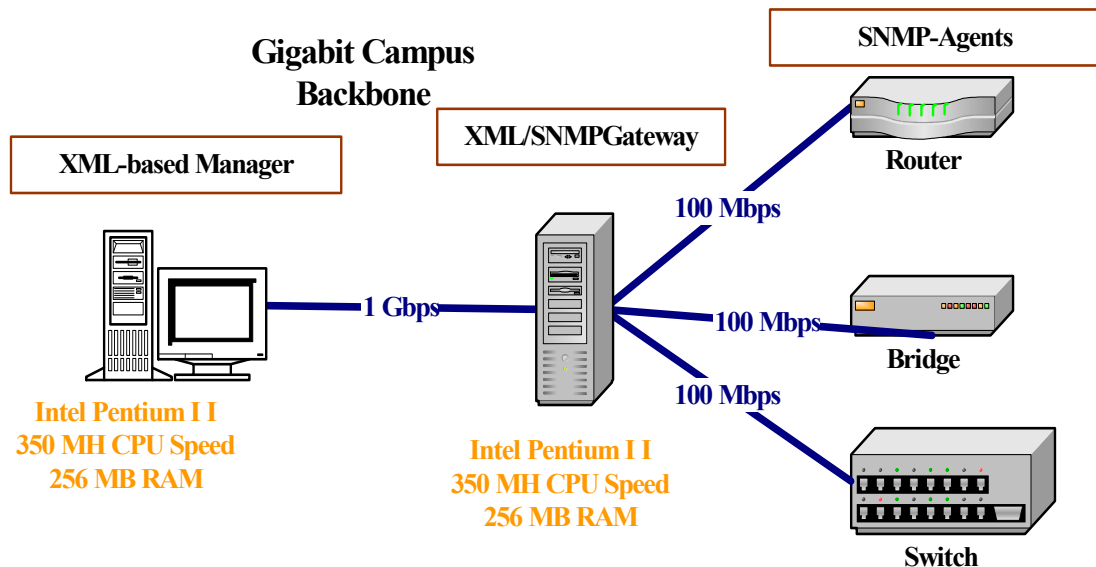 Gigabit Campus
Backbone
SNMP-Agents
XML/SNMPGateway
XML-based Manager
Router
100 Mbps
1 Gbps
100 Mbps
Bridge
100 Mbps
Intel Pentium I I
350 MH CPU Speed
256 MB RAM
Intel Pentium I I
350 MH CPU Speed
256 MB RAM
Switch